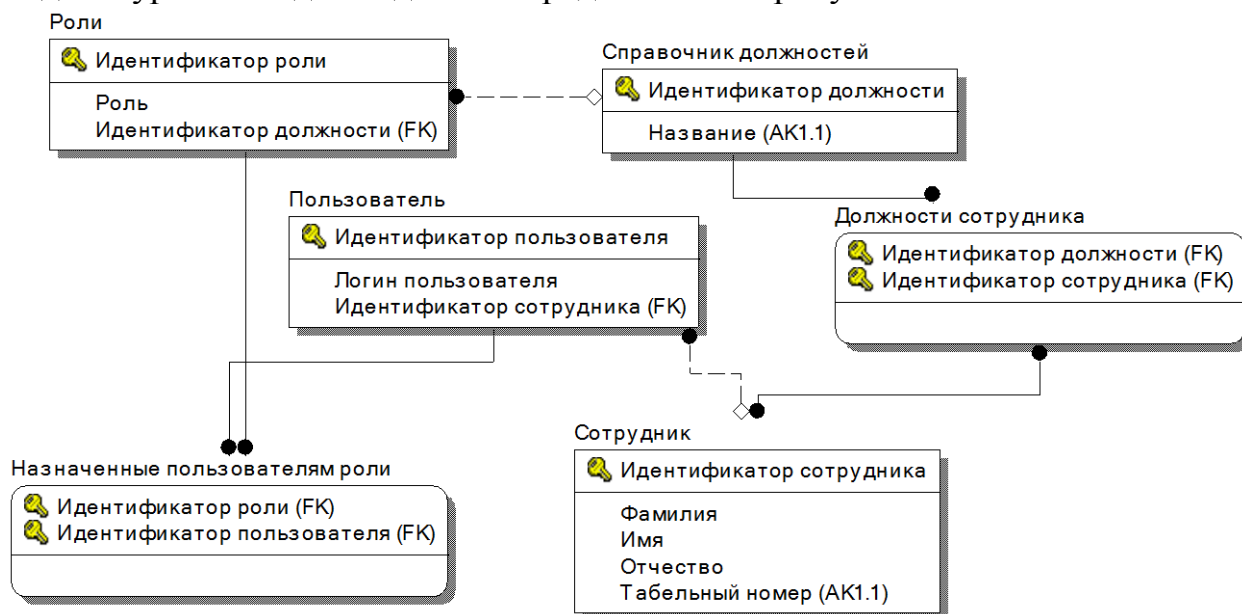 Роли
Идентификатор роли
Роль
Идентификатор должности (FK)
Справочник должностей
Идентификатор должности
Название (AK1.1)
Пользователь
Идентификатор пользователя
Логин пользователя
Идентификатор сотрудника (FK)
Должности сотрудника
Идентификатор должности (FK)
Идентификатор сотрудника (FK)
Назначенные пользователям роли
Идентификатор роли (FK)
Идентификатор пользователя (FK)
Сотрудник
Идентификатор сотрудника
Фамилия
Имя
Отчество
Табельный номер (AK1.1)